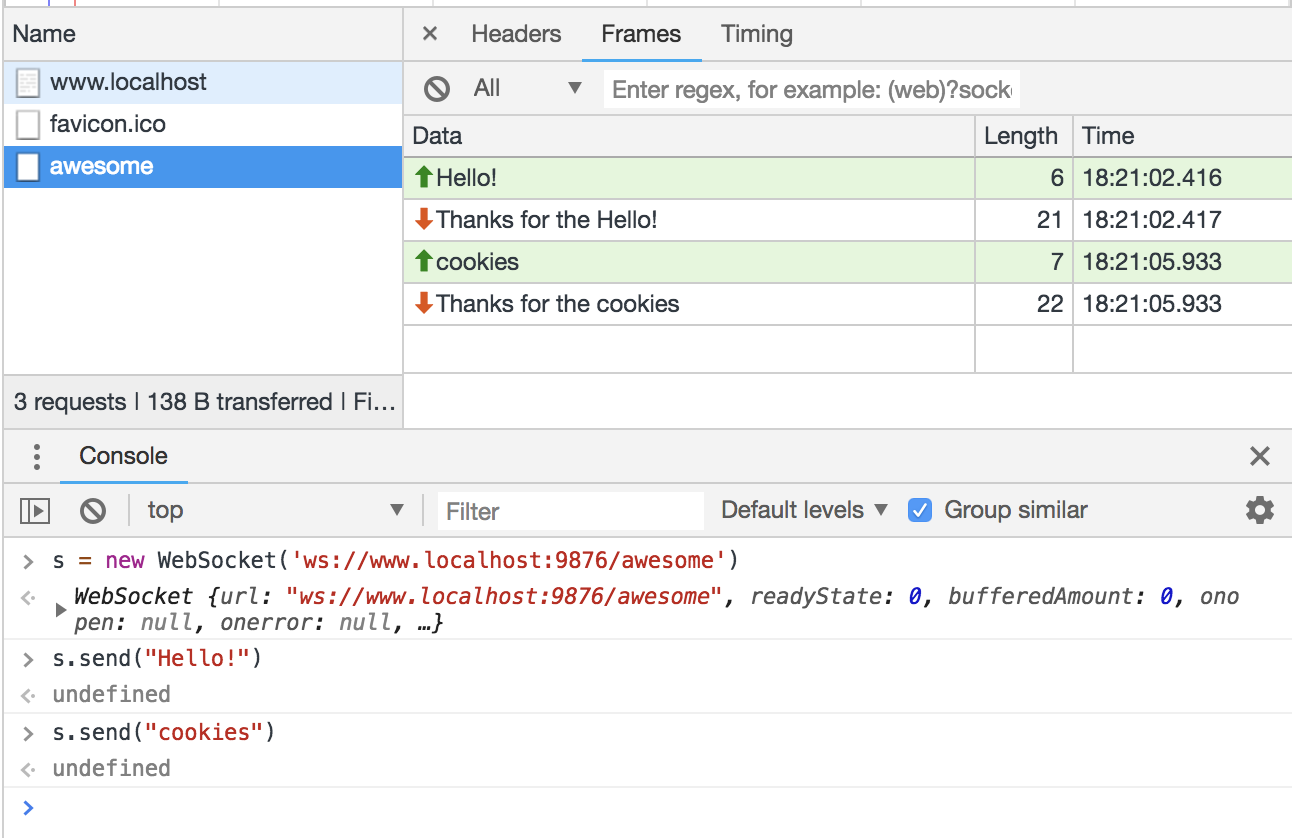 Name
× Headers Frames Timing
www.localhost
favicon.ico
awesome
All ▼ Enter regex, for example: (web)?sock
Data Length Time
Hello! 6 18:21:02.416
Thanks for the Hello! 21 18:21:02.417
cookies 7 18:21:05.933
Thanks for the cookies 22 18:21:05.933
3 requests | 138 B transferred | Fi…
Console
top ▼ Filter Default levels ▼ Group similar
> s = new WebSocket('ws://www.localhost:9876/awesome')
WebSocket {url: "ws://www.localhost:9876/awesome", readyState: 0, bufferedAmount: 0, ono
pen: null, onerror: null, …}
> s.send("Hello!")
undefined
> s.send("cookies")
undefined
>